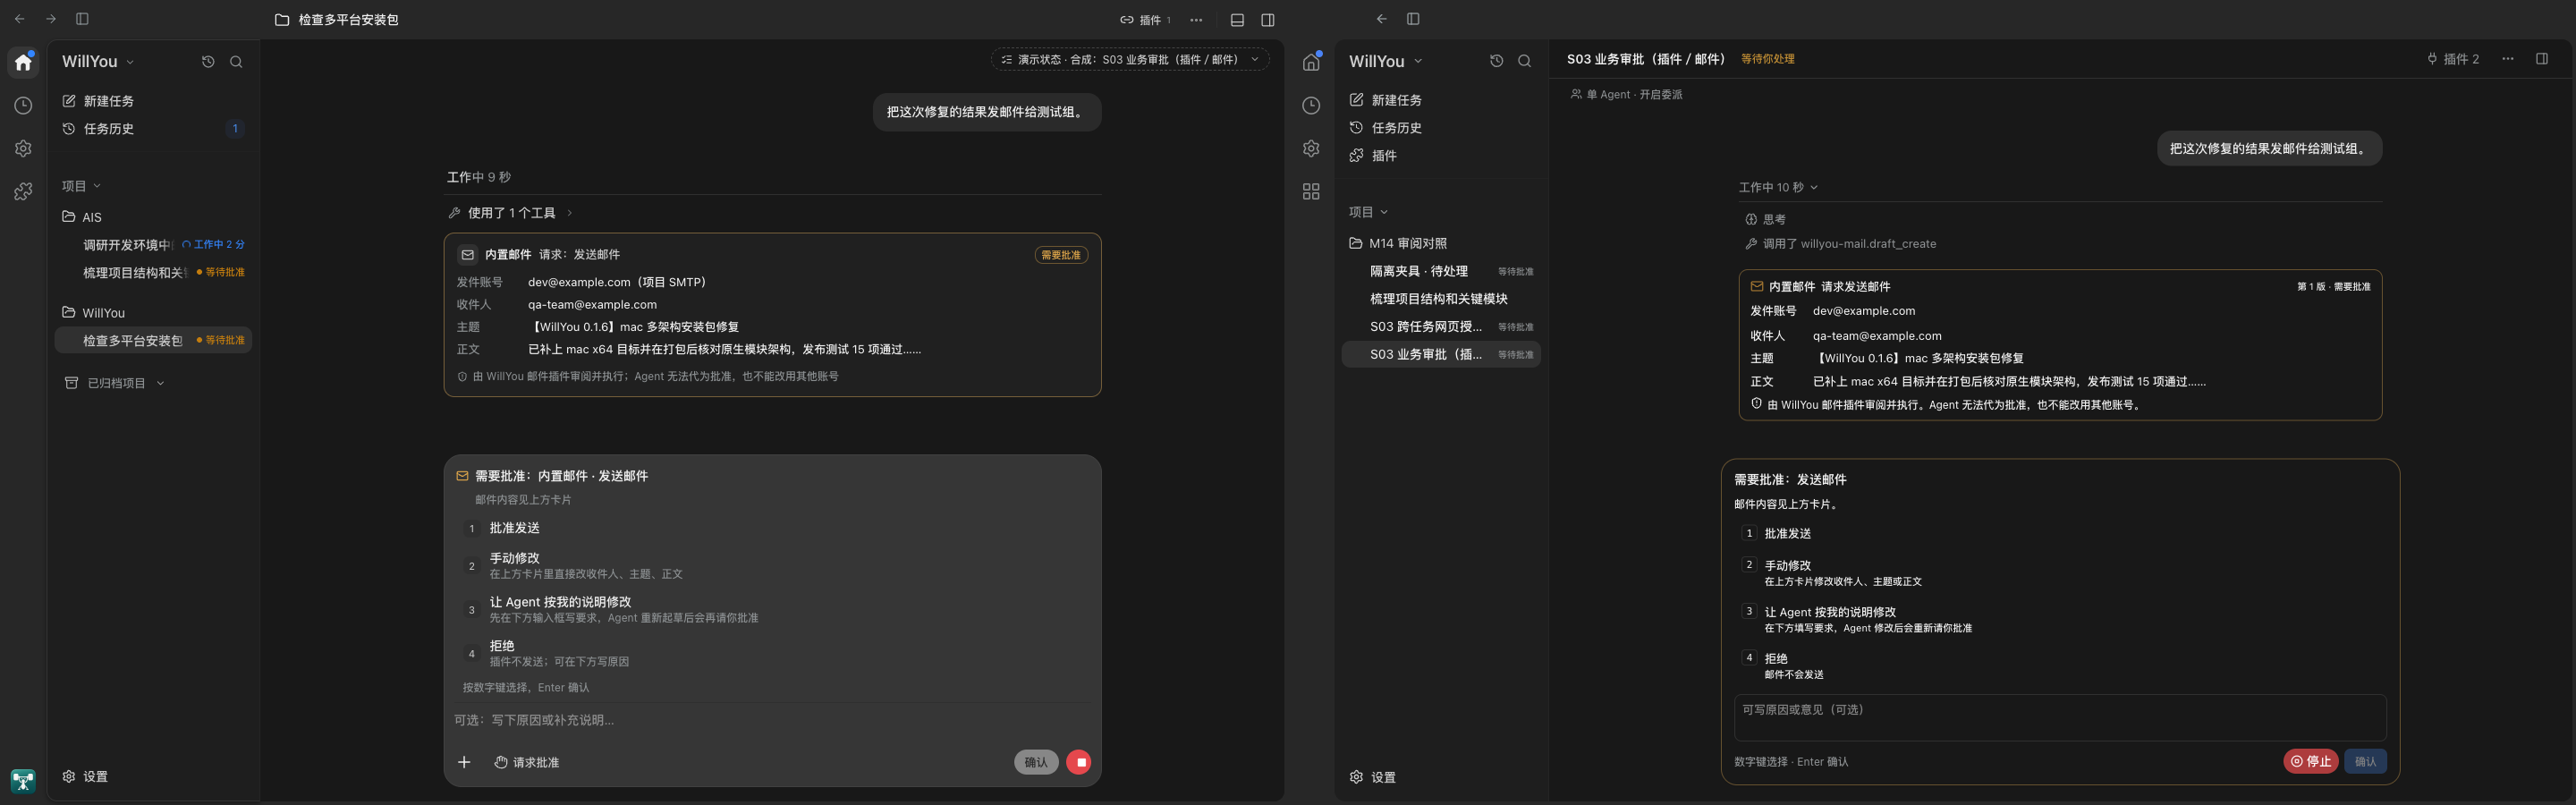 检查多平台安装包
插件 1
WillYou
新建任务
任务历史 1
项目
AIS
调研开发环境中 工作中 2 分
梳理项目结构和关 等待批准
WillYou
检查多平台安装包 等待批准
已归档项目
设置
演示状态 · 合成：S03 业务审批（插件 / 邮件）
把这次修复的结果发邮件给测试组。
工作中 9 秒
使用了 1 个工具
内置邮件 请求：发送邮件 需要批准
发件账号 dev@example.com（项目 SMTP）
收件人 qa-team@example.com
主题 【WillYou 0.1.6】mac 多架构安装包修复
正文 已补上 mac x64 目标并在打包后核对原生模块架构，发布测试 15 项通过……
由 WillYou 邮件插件审阅并执行；Agent 无法代为批准，也不能改用其他账号
需要批准：内置邮件 · 发送邮件
邮件内容见上方卡片
1 批准发送
2 手动修改
在上方卡片里直接改收件人、主题、正文
3 让 Agent 按我的说明修改
先在下方输入框写要求，Agent 重新起草后会再请你批准
4 拒绝
插件不发送；可在下方写原因
按数字键选择，Enter 确认
可选：写下原因或补充说明...
请求批准 确认
WillYou
新建任务
任务历史
插件
项目
M14 审阅对照
隔离夹具 · 待处理 等待批准
梳理项目结构和关键模块
S03 跨任务网页授... 等待批准
S03 业务审批（插... 等待批准
设置
S03 业务审批（插件 / 邮件） 等待你处理
插件 2
单 Agent · 开启委派
把这次修复的结果发邮件给测试组。
工作中 10 秒
思考
调用了 willyou-mail.draft_create
内置邮件 请求发送邮件 第 1 版 · 需要批准
发件账号 dev@example.com
收件人 qa-team@example.com
主题 【WillYou 0.1.6】mac 多架构安装包修复
正文 已补上 mac x64 目标并在打包后核对原生模块架构，发布测试 15 项通过……
由 WillYou 邮件插件审阅并执行。Agent 无法代为批准，也不能改用其他账号。
需要批准：发送邮件
邮件内容见上方卡片。
1 批准发送
2 手动修改
在上方卡片修改收件人、主题或正文
3 让 Agent 按我的说明修改
在下方填写要求，Agent 修改后会重新请你批准
4 拒绝
邮件不会发送
可写原因或意见（可选）
数字键选择 · Enter 确认
停止 确认